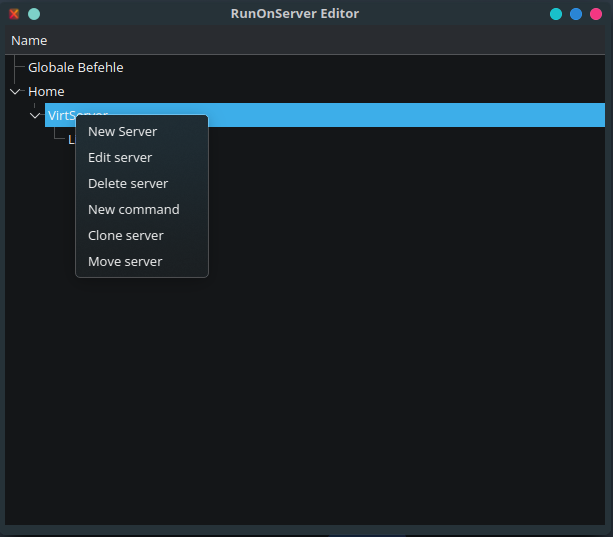 RunOnServer Editor
Name
Globale Befehle
Home
VirtServer
New Server
Edit server
Delete server
New command
Clone server
Move server